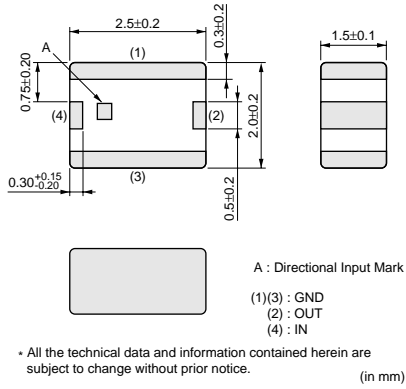 2.5±0.2
0.3±0.2
1.5±0.1
A
(1)
0.75±0.20
(4)
(2)
2.0±0.2
(3)
0.30+0.15 -0.20
0.5±0.2
A : Directional Input Mark
(1)(3) : GND
(2) : OUT
(4) : IN
* All the technical data and information contained herein are
subject to change without prior notice.
(in mm)